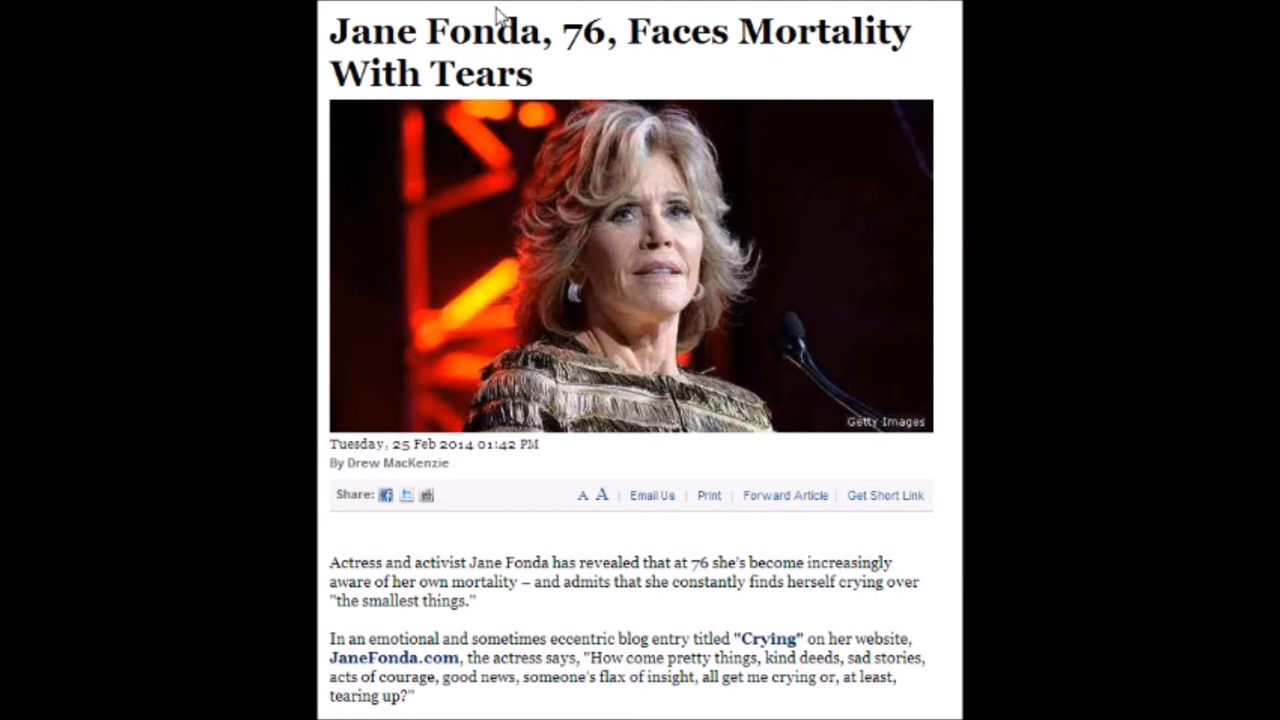 Jane Fonda, 76, Faces Mortality
With Tears
Getty Images
Tuesday, 25 Feb 2014 01:42 PM
By Drew MacKenzie
Share: A A | Email Us | Print | Forward Article | Get Short Link
Actress and activist Jane Fonda has revealed that at 76 she's become increasingly
aware of her own mortality – and admits that she constantly finds herself crying over
"the smallest things."
In an emotional and sometimes eccentric blog entry titled "Crying" on her website,
JaneFonda.com, the actress says, "How come pretty things, kind deeds, sad stories,
acts of courage, good news, someone's flax of insight, all get me crying or, at least,
tearing up?"